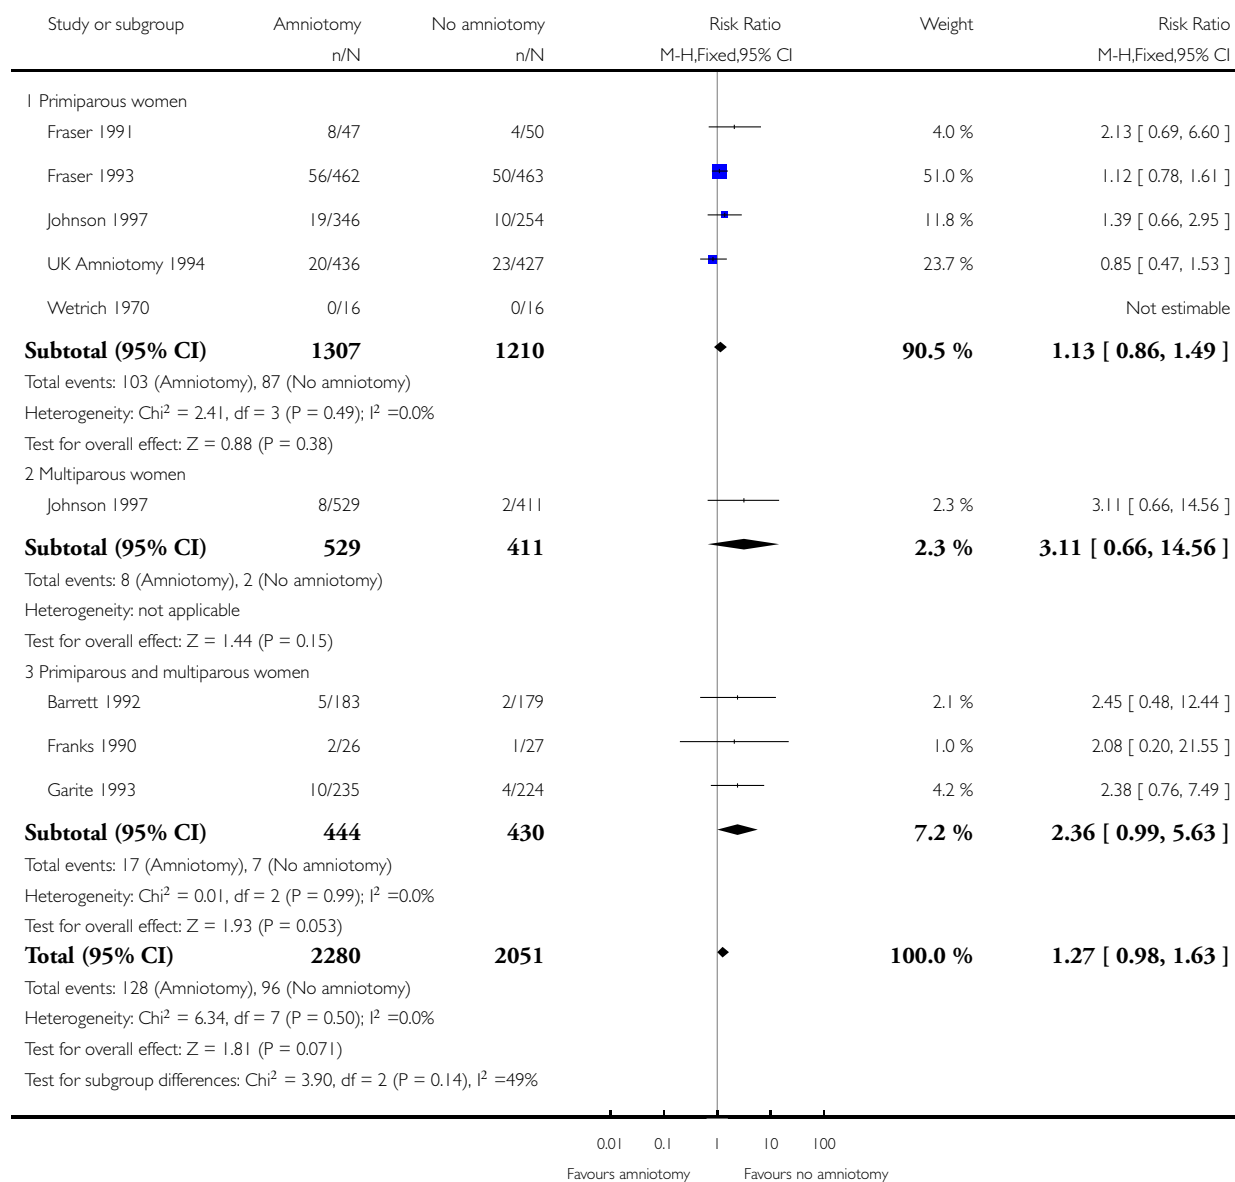 Study or subgroup Amniotomy No amniotomy Risk Ratio Weight Risk Ratio
n/N n/N M-H,Fixed,95% CI M-H,Fixed,95% CI
1 Primiparous women
Fraser 1991 8/47 4/50 4.0 % 2.13 [ 0.69, 6.60 ]
Fraser 1993 56/462 50/463 51.0 % 1.12 [ 0.78, 1.61 ]
Johnson 1997 19/346 10/254 11.8 % 1.39 [ 0.66, 2.95 ]
UK Amniotomy 1994 20/436 23/427 23.7 % 0.85 [ 0.47, 1.53 ]
Wetrich 1970 0/16 0/16 Not estimable
Subtotal (95% CI) 1307 1210 90.5 % 1.13 [ 0.86, 1.49 ]
Total events: 103 (Amniotomy), 87 (No amniotomy)
Heterogeneity: Chi² = 2.41, df = 3 (P = 0.49); I² =0.0%
Test for overall effect: Z = 0.88 (P = 0.38)
2 Multiparous women
Johnson 1997 8/529 2/411 2.3 % 3.11 [ 0.66, 14.56 ]
Subtotal (95% CI) 529 411 2.3 % 3.11 [ 0.66, 14.56 ]
Total events: 8 (Amniotomy), 2 (No amniotomy)
Heterogeneity: not applicable
Test for overall effect: Z = 1.44 (P = 0.15)
3 Primiparous and multiparous women
Barrett 1992 5/183 2/179 2.1 % 2.45 [ 0.48, 12.44 ]
Franks 1990 2/26 1/27 1.0 % 2.08 [ 0.20, 21.55 ]
Garite 1993 10/235 4/224 4.2 % 2.38 [ 0.76, 7.49 ]
Subtotal (95% CI) 444 430 7.2 % 2.36 [ 0.99, 5.63 ]
Total events: 17 (Amniotomy), 7 (No amniotomy)
Heterogeneity: Chi² = 0.01, df = 2 (P = 0.99); I² =0.0%
Test for overall effect: Z = 1.93 (P = 0.053)
Total (95% CI) 2280 2051 100.0 % 1.27 [ 0.98, 1.63 ]
Total events: 128 (Amniotomy), 96 (No amniotomy)
Heterogeneity: Chi² = 6.34, df = 7 (P = 0.50); I² =0.0%
Test for overall effect: Z = 1.81 (P = 0.071)
Test for subgroup differences: Chi² = 3.90, df = 2 (P = 0.14), I² =49%
0.01 0.1 1 10 100
Favours amniotomy Favours no amniotomy